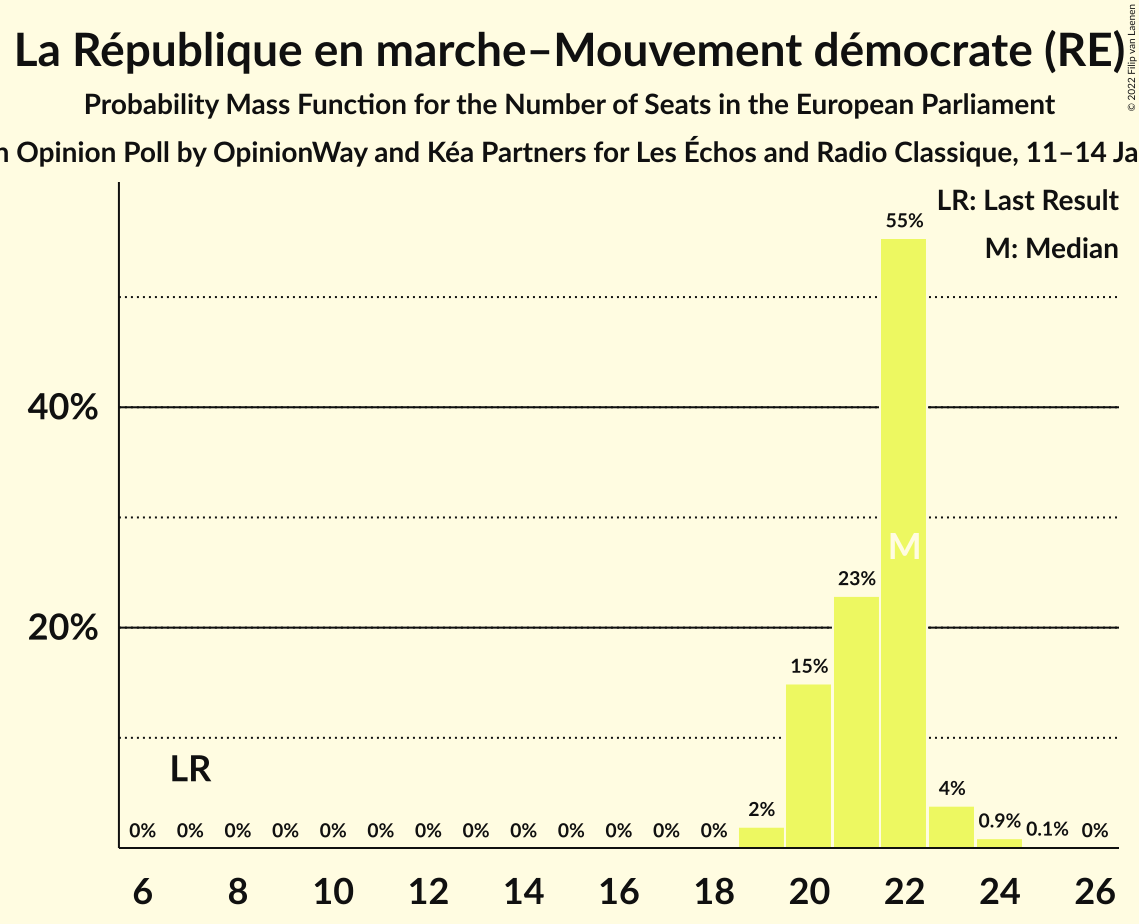 La République en marche–Mouvement démocrate (RE)
© 2022 Filip van Laenen
Probability Mass Function for the Number of Seats in the European Parliament
Opinion Poll by OpinionWay and Kéa Partners for Les Échos and Radio Classique, 11–14
LR: Last Result
M: Median
55%
40%
M
23%
20%
15%
LR
4%
2%
0.9%
0% 0% 0% 0% 0% 0% 0% 0% 0% 0% 0% 0% 0% 0.1% 0%
6 8 10 12 14 16 18 20 22 24 26